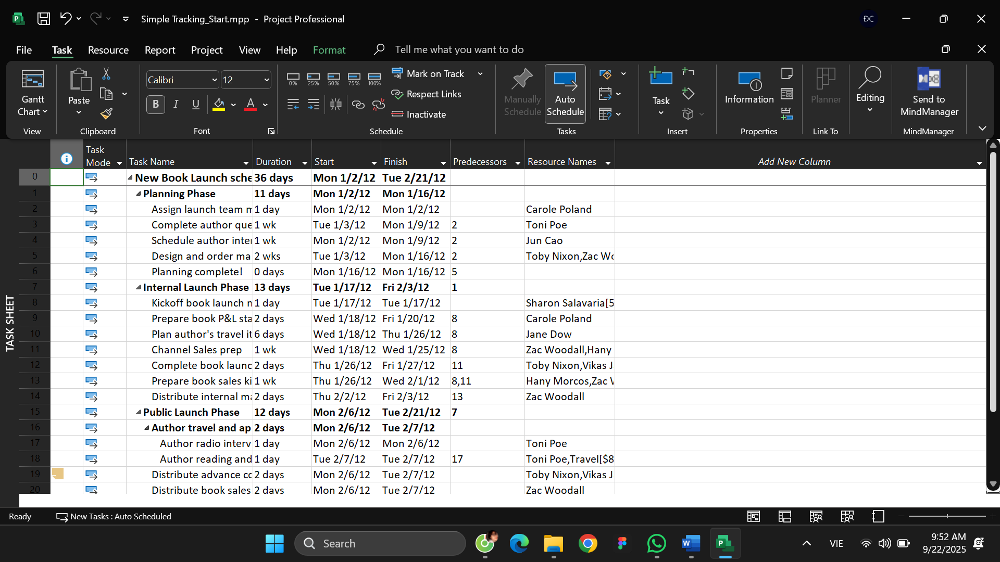 Simple Tracking_Start.mpp - Project Professional
ĐC
File Task Resource Report Project View Help Format Tell me what you want to do
Gantt Chart
View
Paste
Clipboard
Calibri 12
B I U A
Font
0% 25% 50% 75% 100%
Mark on Track
Respect Links
Inactivate
Schedule
Manually Schedule
Auto Schedule
Tasks
Task
Insert
Information
Properties
Planner
Link To
Editing
Send to MindManager
MindManager
Task Mode Task Name Duration Start Finish Predecessors Resource Names Add New Column
0 New Book Launch sche 36 days Mon 1/2/12 Tue 2/21/12
1 Planning Phase 11 days Mon 1/2/12 Mon 1/16/12
2 Assign launch team m 1 day Mon 1/2/12 Mon 1/2/12 Carole Poland
3 Complete author que 1 wk Tue 1/3/12 Mon 1/9/12 2 Toni Poe
4 Schedule author inter 1 wk Mon 1/2/12 Mon 1/9/12 2 Jun Cao
5 Design and order ma 2 wks Tue 1/3/12 Mon 1/16/12 2 Toby Nixon,Zac Wo
6 Planning complete! 0 days Mon 1/16/12 Mon 1/16/12 5
7 Internal Launch Phase 13 days Tue 1/17/12 Fri 2/3/12 1
8 Kickoff book launch m 1 day Tue 1/17/12 Tue 1/17/12 Sharon Salavaria[5
9 Prepare book P&L sta 2 days Wed 1/18/12 Fri 1/20/12 8 Carole Poland
10 Plan author's travel it 6 days Wed 1/18/12 Thu 1/26/12 8 Jane Dow
11 Channel Sales prep 1 wk Wed 1/18/12 Wed 1/25/12 8 Zac Woodall,Hany
12 Complete book launc 2 days Thu 1/26/12 Fri 1/27/12 11 Toby Nixon,Vikas J
13 Prepare book sales ki 1 wk Thu 1/26/12 Wed 2/1/12 8,11 Hany Morcos,Zac W
14 Distribute internal ma 2 days Thu 2/2/12 Fri 2/3/12 13 Zac Woodall
15 Public Launch Phase 12 days Mon 2/6/12 Tue 2/21/12 7
16 Author travel and ap 2 days Mon 2/6/12 Tue 2/7/12
17 Author radio interv 1 day Mon 2/6/12 Mon 2/6/12 Toni Poe
18 Author reading and 1 day Tue 2/7/12 Tue 2/7/12 17 Toni Poe,Travel[$8
19 Distribute advance co 2 days Mon 2/6/12 Tue 2/7/12 Toby Nixon,Vikas J
20 Distribute book sales 2 days Mon 2/6/12 Tue 2/7/12 Zac Woodall
TASK SHEET
Ready New Tasks : Auto Scheduled
Search
VIE
9:52 AM
9/22/2025